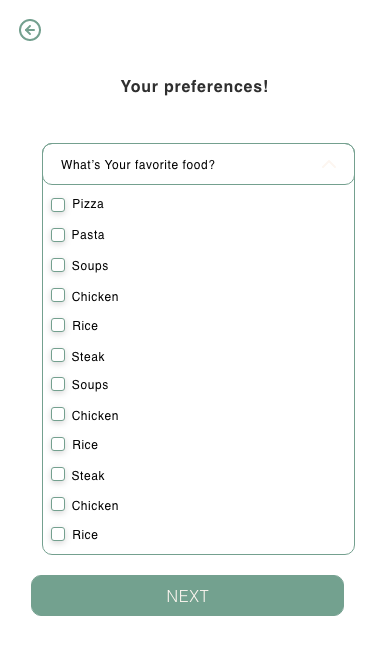 Your preferences!
What's Your favorite food?
Pizza
Pasta
Soups
Chicken
Rice
Steak
Soups
Chicken
Rice
Steak
Chicken
Rice
NEXT